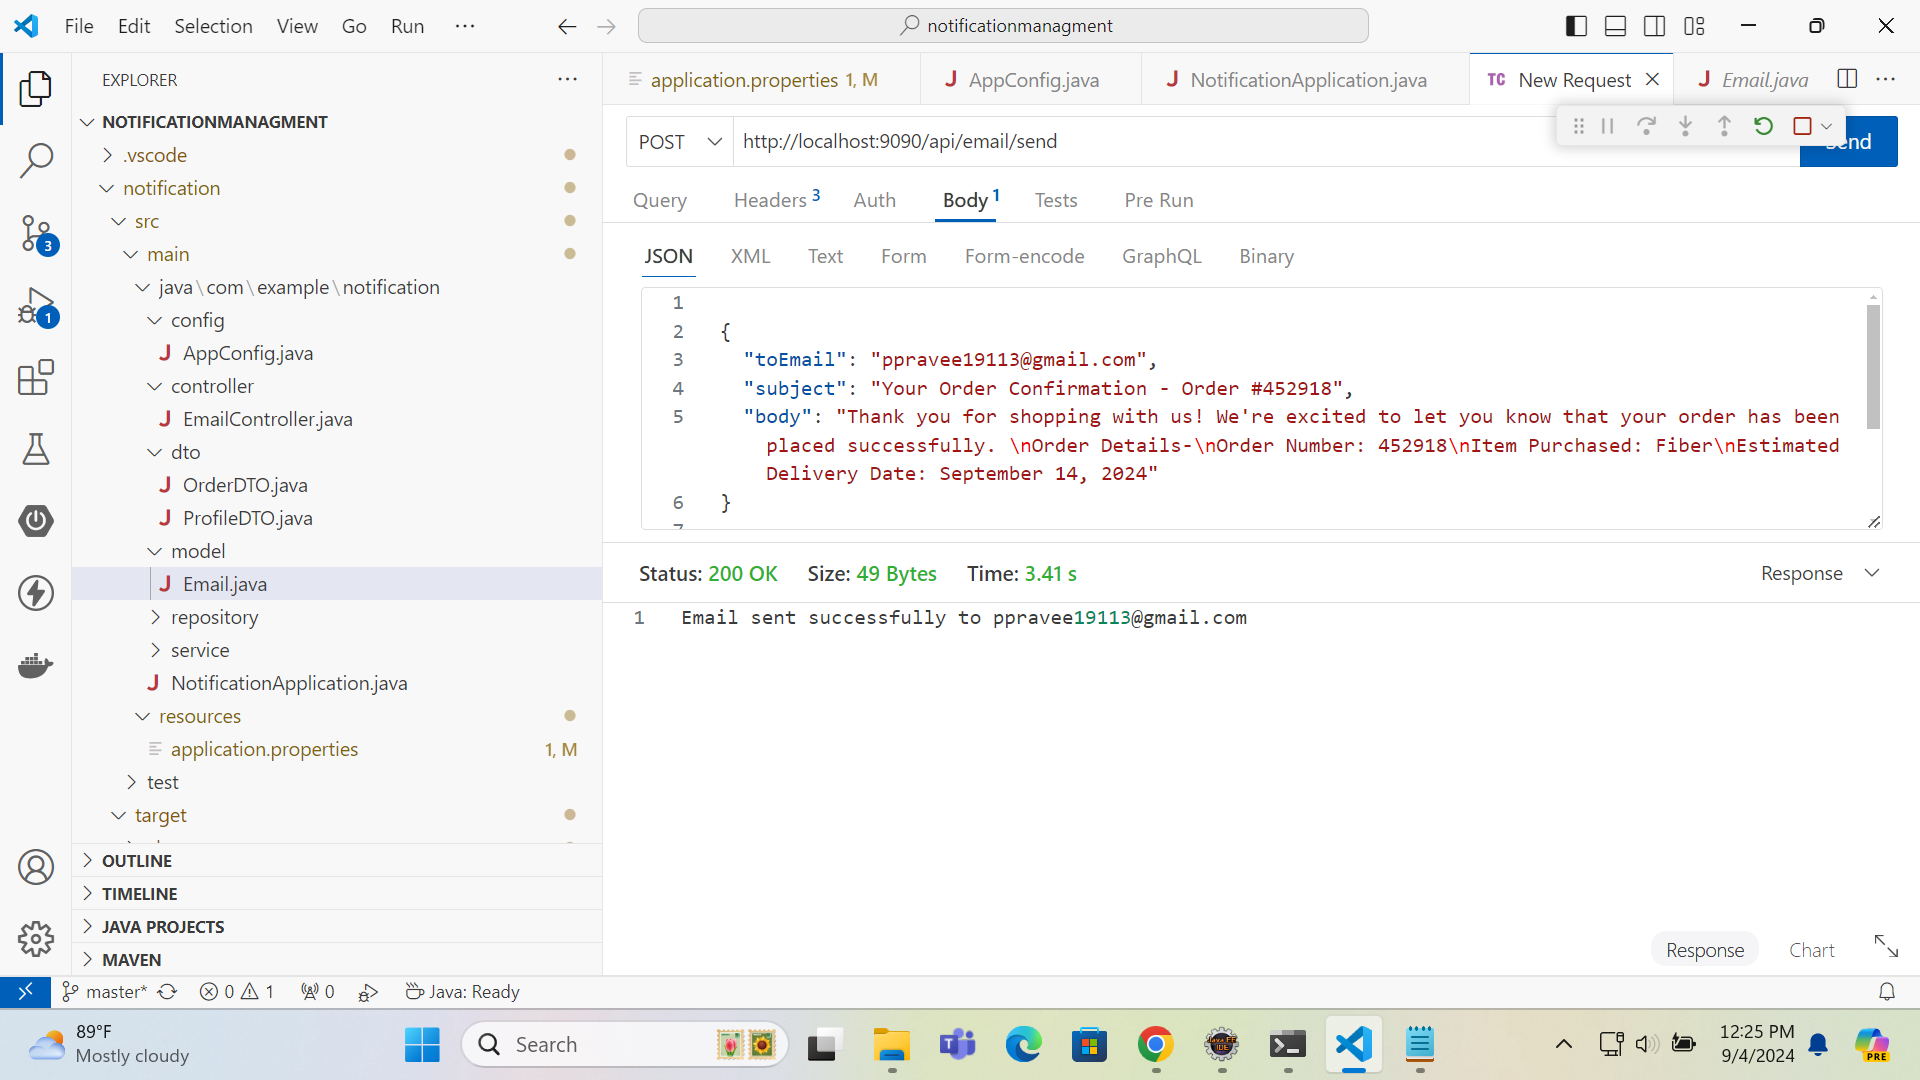 File Edit Selection View Go Run ···
notificationmanagment
EXPLORER
application.properties 1, M
J AppConfig.java
J NotificationApplication.java
TC New Request
J Email.java
NOTIFICATIONMANAGMENT
.vscode
notification
src
main
java\com\example\notification
config
J AppConfig.java
controller
J EmailController.java
dto
J OrderDTO.java
J ProfileDTO.java
model
J Email.java
repository
service
J NotificationApplication.java
resources
application.properties 1, M
test
target
OUTLINE
TIMELINE
JAVA PROJECTS
MAVEN
3
1
POST http://localhost:9090/api/email/send
Query Headers 3 Auth Body 1 Tests Pre Run
JSON XML Text Form Form-encode GraphQL Binary
1
2 {
3 "toEmail": "ppravee19113@gmail.com",
4 "subject": "Your Order Confirmation - Order #452918",
5 "body": "Thank you for shopping with us! We're excited to let you know that your order has been
placed successfully. \nOrder Details-\nOrder Number: 452918\nItem Purchased: Fiber\nEstimated
Delivery Date: September 14, 2024"
6 }
Status: 200 OK Size: 49 Bytes Time: 3.41 s Response
1 Email sent successfully to ppravee19113@gmail.com
Response Chart
master* 0 1 0 Java: Ready
89°F
Mostly cloudy
Search
PRE
12:25 PM
9/4/2024